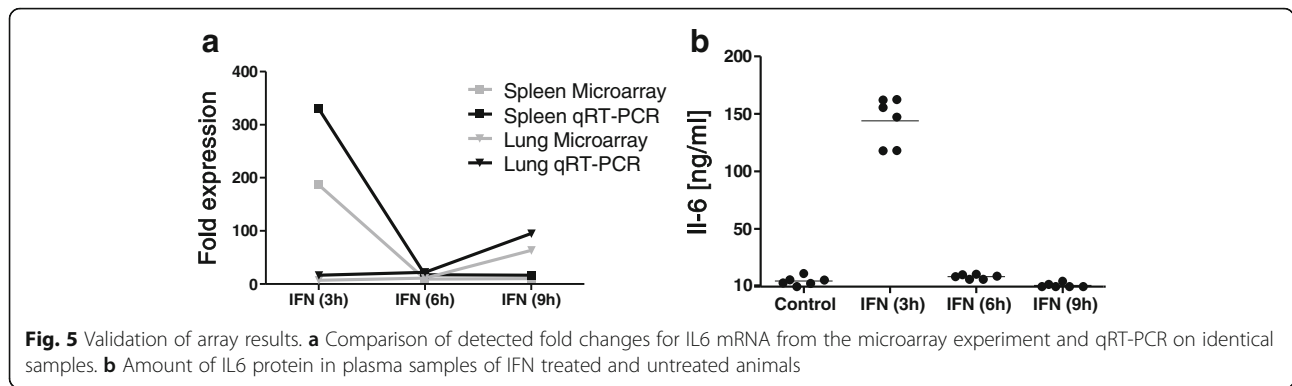 a
400
300
200
100
0
Fold expression
IFN (3h) IFN (6h) IFN (9h)
Spleen Microarray
Spleen qRT-PCR
Lung Microarray
Lung qRT-PCR
b
200
150
100
50
10
Il-6 [ng/ml]
Control IFN (3h) IFN (6h) IFN (9h)
Fig. 5 Validation of array results. a Comparison of detected fold changes for IL6 mRNA from the microarray experiment and qRT-PCR on identical
samples. b Amount of IL6 protein in plasma samples of IFN treated and untreated animals